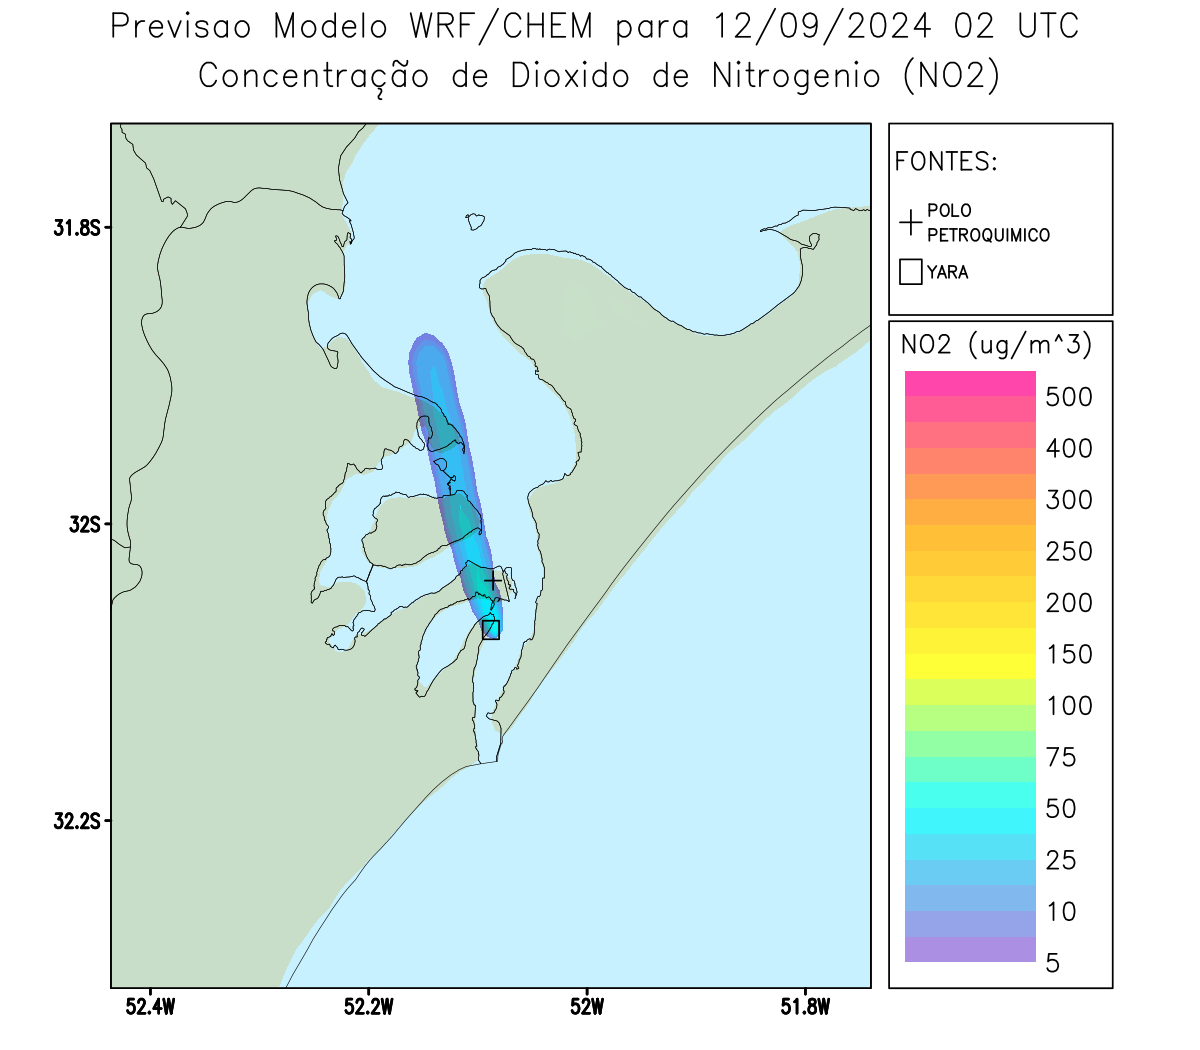 Previsao Modelo WRF/CHEM para 12/09/2024 02 UTC
Concentração de Dioxido de Nitrogenio (NO2)
FONTES:
POLO
PETROQUIMICO
YARA
31.8S
32S
32.2S
52.4W
52.2W
52W
51.8W
NO2 (ug/m^3)
500
400
300
250
200
150
100
75
50
25
10
5